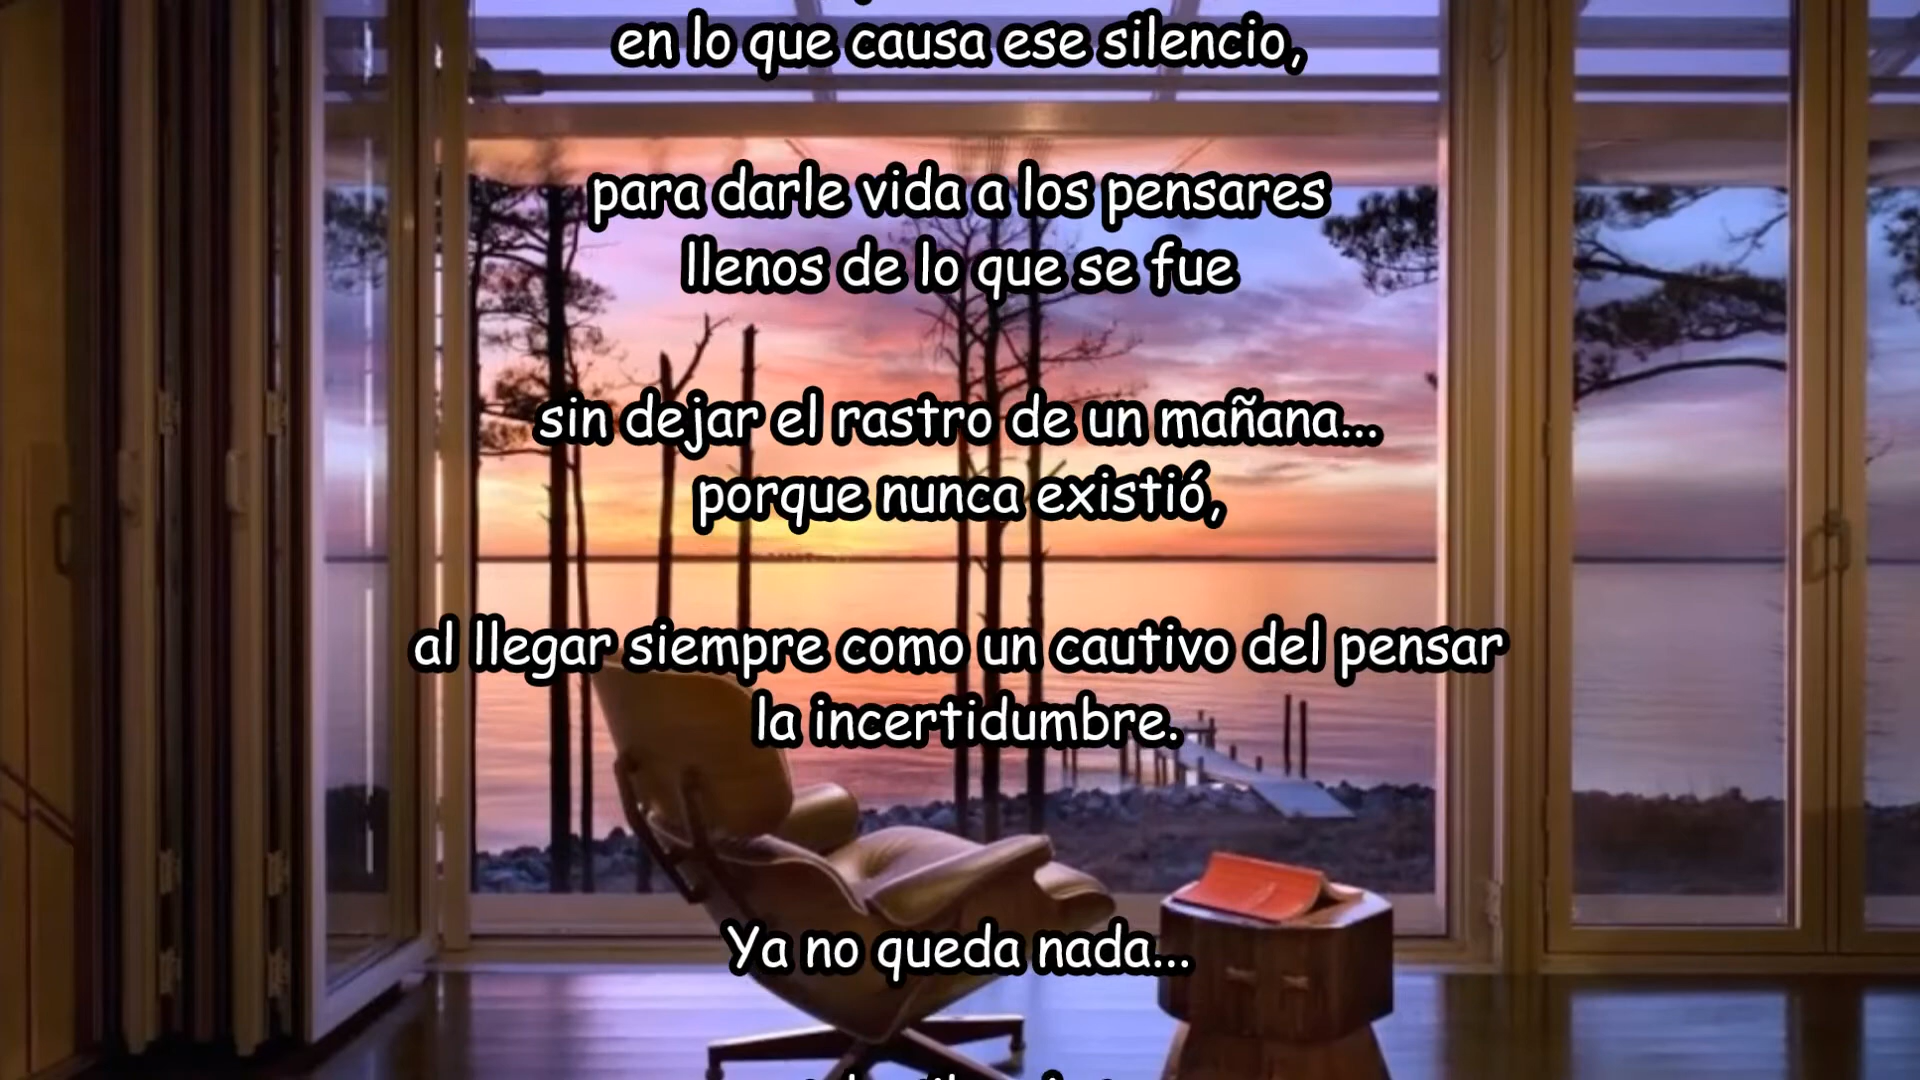 en lo que causa ese silencio,
para darle vida a los pensares
llenos de lo que se fue
sin dejar el rastro de un mañana...
porque nunca existió,
al llegar siempre como un cautivo del pensar
la incertidumbre.
Ya no queda nada...